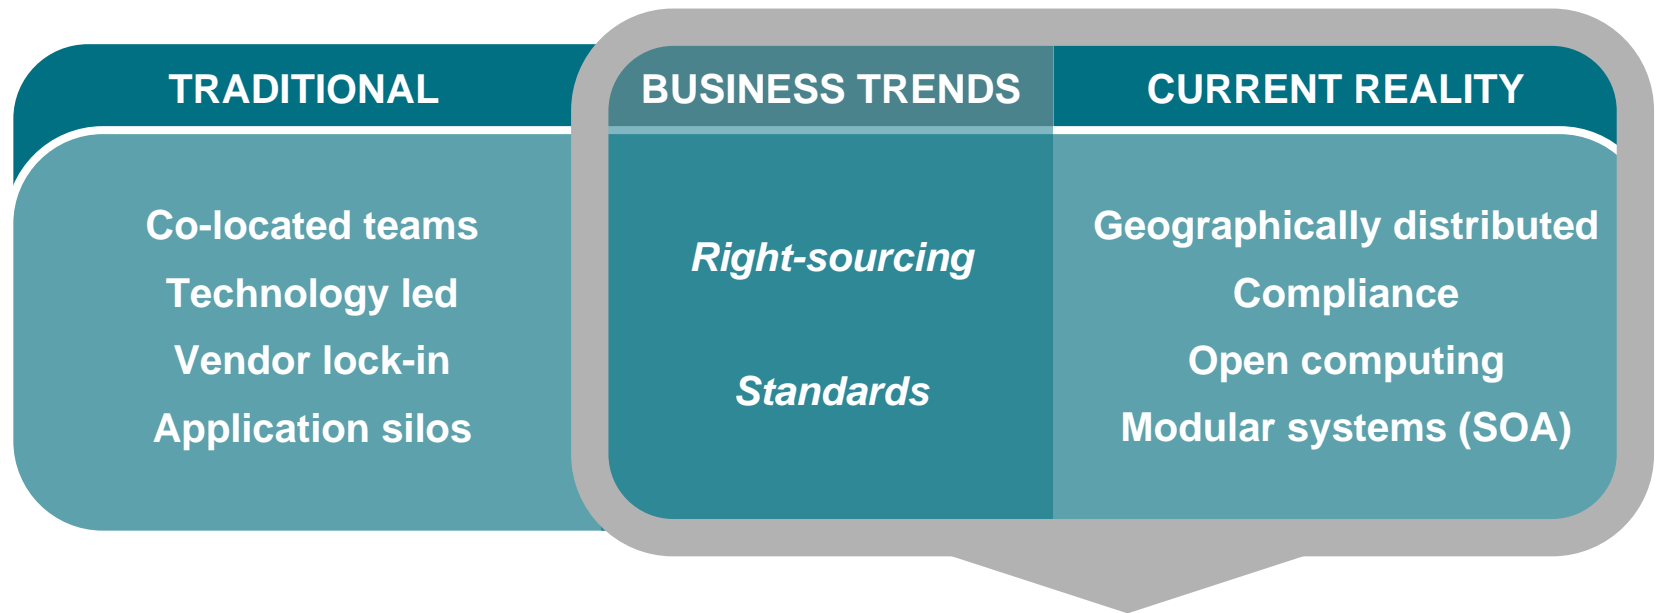 TRADITIONAL
Co-located teams
Technology led
Vendor lock-in
Application silos
BUSINESS TRENDS
Right-sourcing
Standards
CURRENT REALITY
Geographically distributed
Compliance
Open computing
Modular systems (SOA)